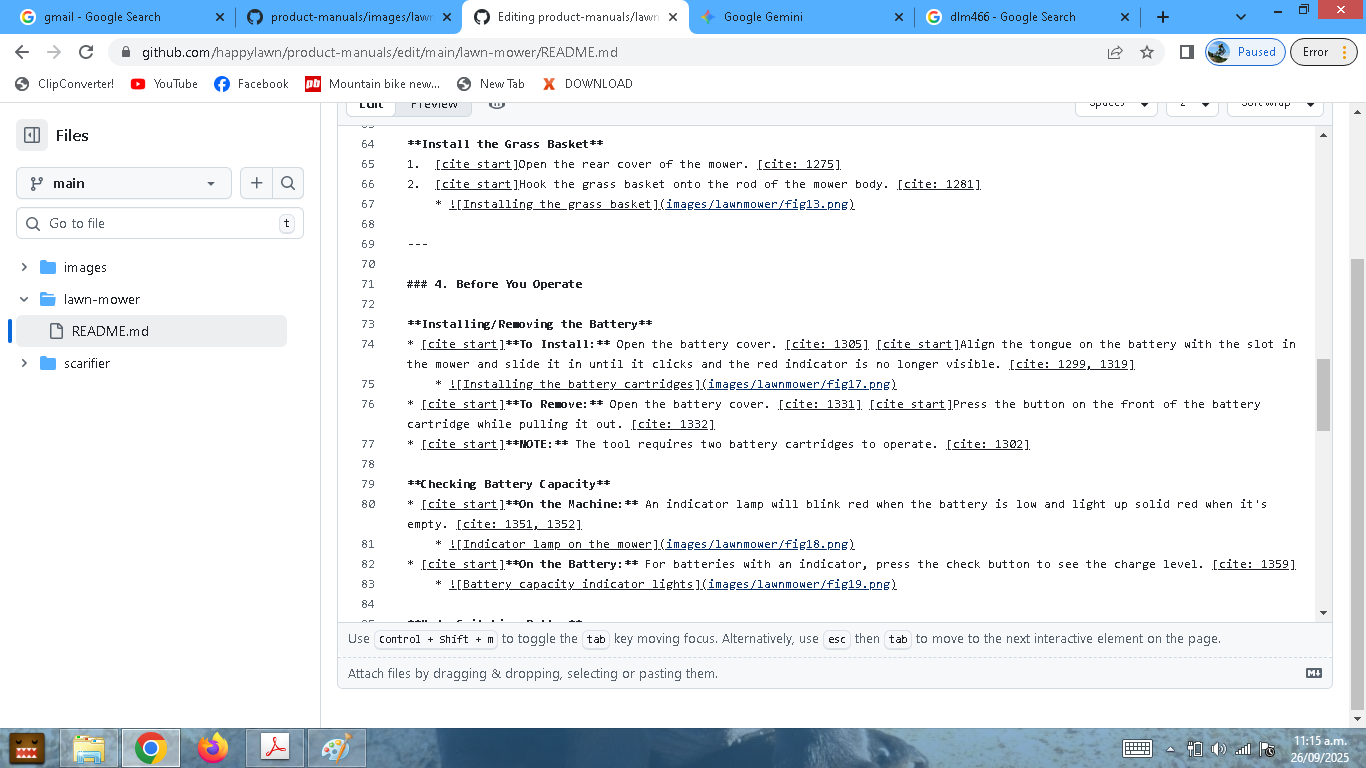 gmail - Google Search
product-manuals/images/lawn
Editing product-manuals/lawn
Google Gemini
dlm466 - Google Search
github.com/happylawn/product-manuals/edit/main/lawn-mower/README.md
Paused
Error
ClipConverter!
YouTube
Facebook
pb Mountain bike new...
New Tab
X DOWNLOAD
Files
main
Go to file
t
images
lawn-mower
README.md
scarifier
Edit
Preview
Spaces
2
Soft wrap
63
64 **Install the Grass Basket**
65 1.  [cite_start]Open the rear cover of the mower. [cite: 1275]
66 2.  [cite_start]Hook the grass basket onto the rod of the mower body. [cite: 1281]
67     * ![Installing the grass basket](images/lawnmower/fig13.png)
68
69 ---
70
71 ### 4. Before You Operate
72
73 **Installing/Removing the Battery**
74 * [cite_start]**To Install:** Open the battery cover. [cite: 1305] [cite_start]Align the tongue on the battery with the slot in
the mower and slide it in until it clicks and the red indicator is no longer visible. [cite: 1299, 1319]
75     * ![Installing the battery cartridges](images/lawnmower/fig17.png)
76 * [cite_start]**To Remove:** Open the battery cover. [cite: 1331] [cite_start]Press the button on the front of the battery
cartridge while pulling it out. [cite: 1332]
77 * [cite_start]**NOTE:** The tool requires two battery cartridges to operate. [cite: 1302]
78
79 **Checking Battery Capacity**
80 * [cite_start]**On the Machine:** An indicator lamp will blink red when the battery is low and light up solid red when it's
empty. [cite: 1351, 1352]
81     * ![Indicator lamp on the mower](images/lawnmower/fig18.png)
82 * [cite_start]**On the Battery:** For batteries with an indicator, press the check button to see the charge level. [cite: 1359]
83     * ![Battery capacity indicator lights](images/lawnmower/fig19.png)
84
Use Control + Shift + m to toggle the tab key moving focus. Alternatively, use esc then tab to move to the next interactive element on the page.
Attach files by dragging & dropping, selecting or pasting them.
11:15 a.m.
26/09/2025